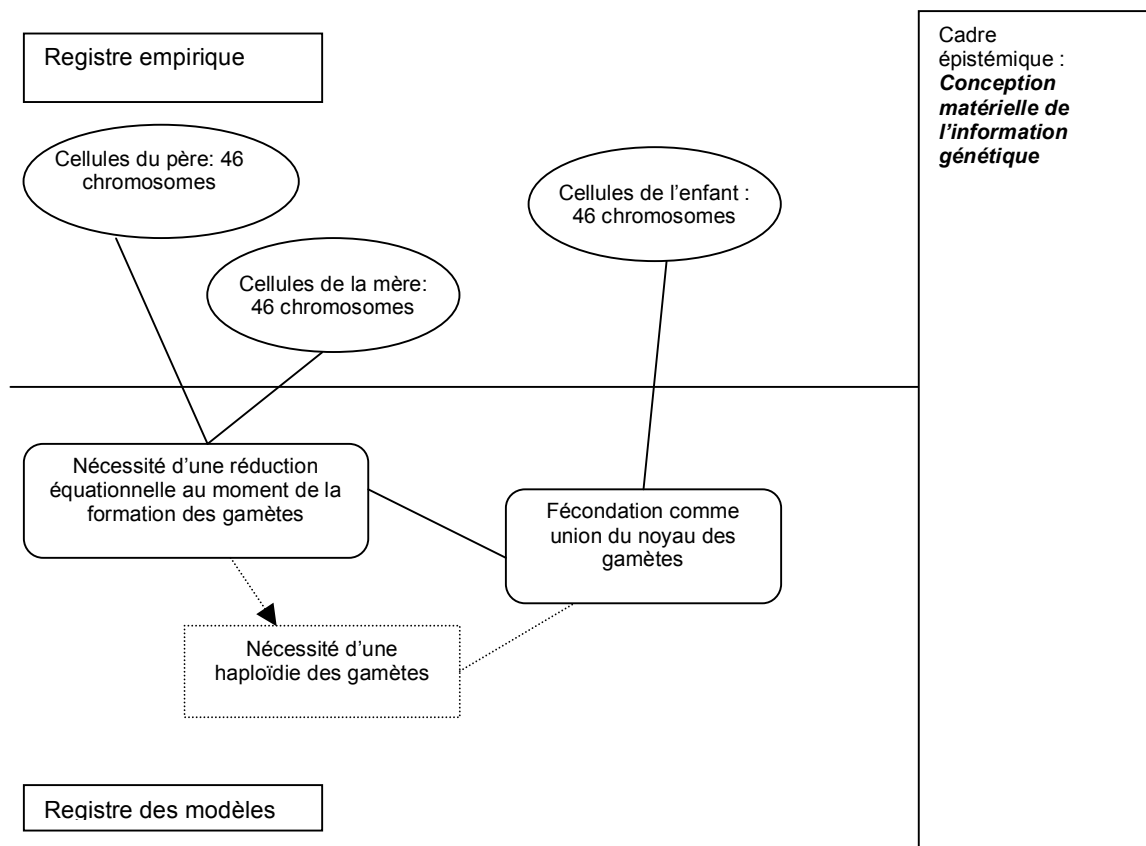 Registre empirique
Cadre
épistémique :
Conception
matérielle de
l’information
génétique
Cellules du père: 46
chromosomes
Cellules de l’enfant :
46 chromosomes
Cellules de la mère:
46 chromosomes
Nécessité d’une réduction
équationnelle au moment de la
formation des gamètes
Fécondation comme
union du noyau des
gamètes
Nécessité d’une
haploïdie des gamètes
Registre des modèles